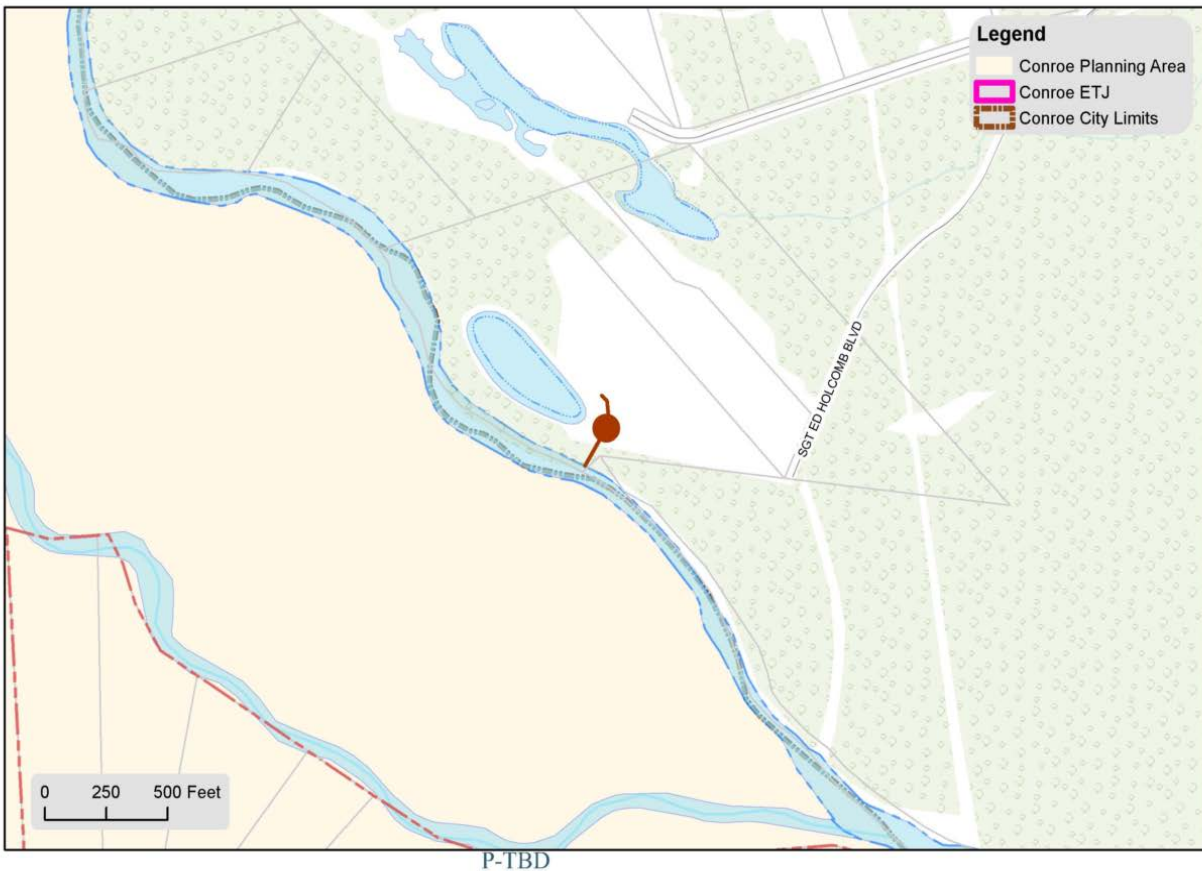 Legend
Conroe Planning Area
Conroe ETJ
Conroe City Limits
SGT ED HOLCOMB BLVD
0 250 500 Feet
P-TBD